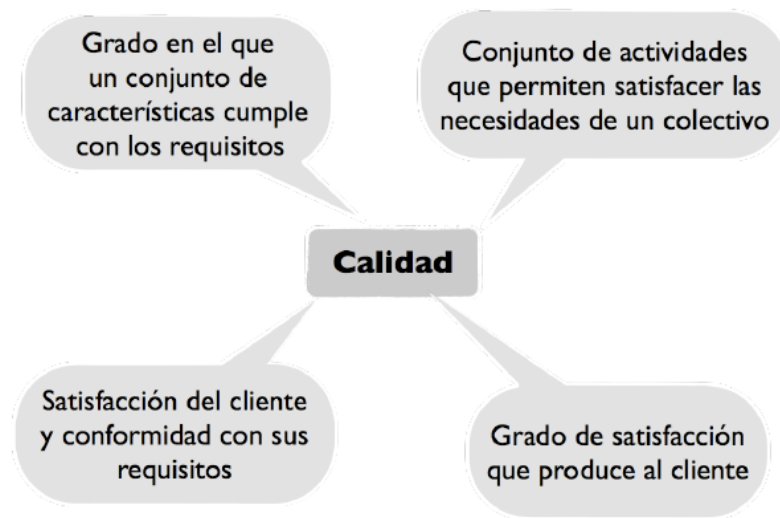 Grado en el que
un conjunto de
características cumple
con los requisitos
Conjunto de actividades
que permiten satisfacer las
necesidades de un colectivo
Calidad
Satisfacción del cliente
y conformidad con sus
requisitos
Grado de satisfacción
que produce al cliente